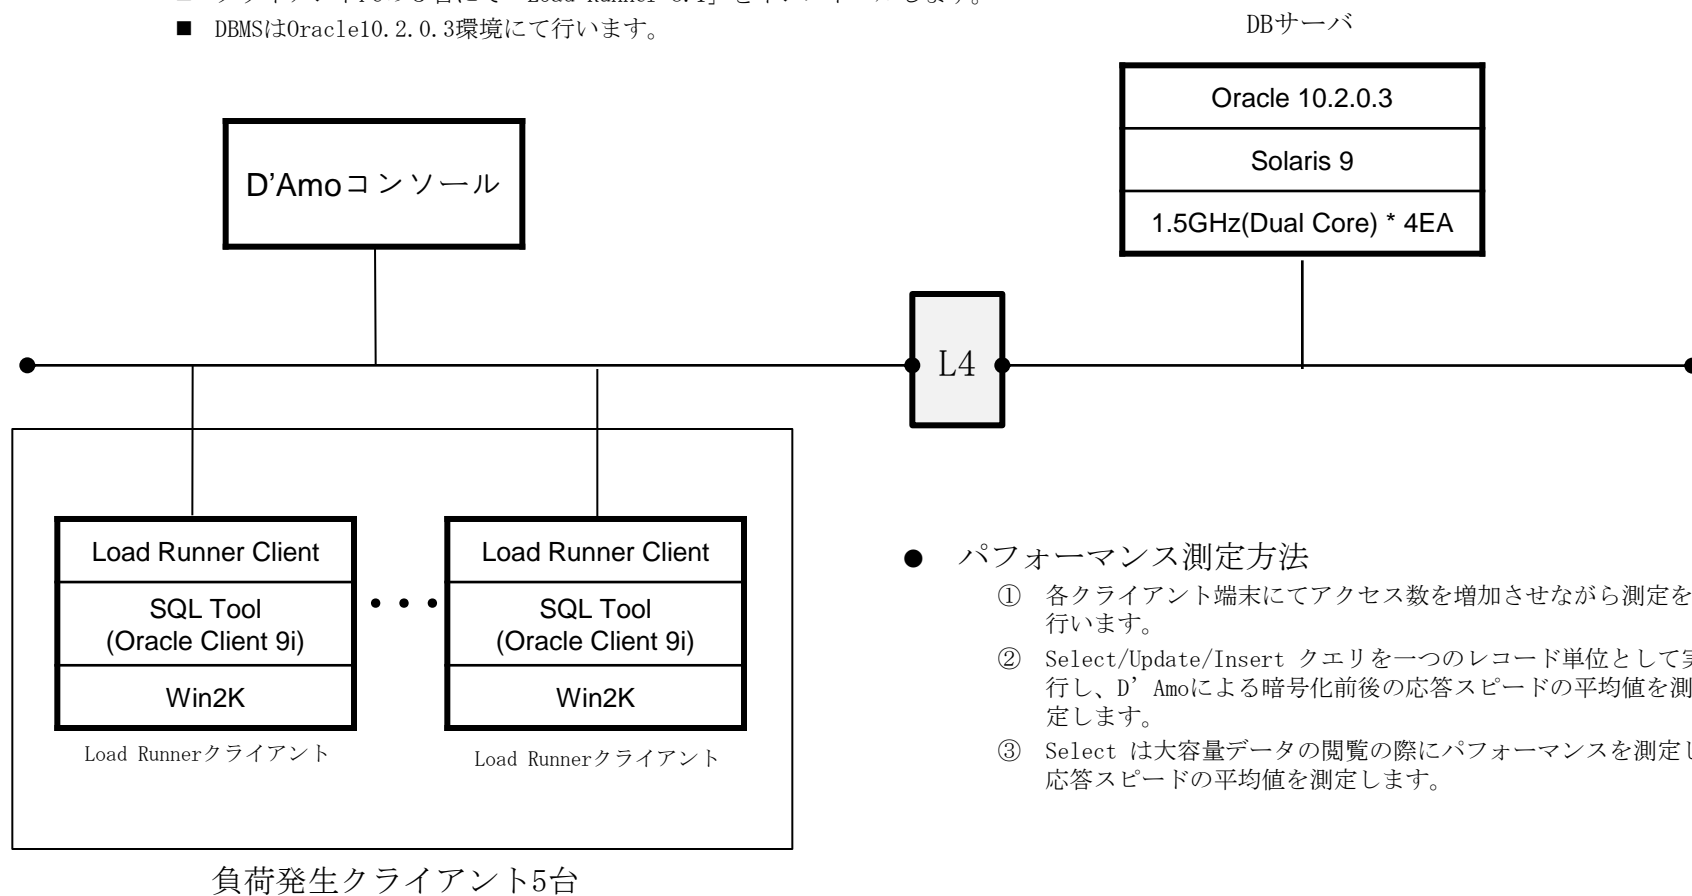 ■ DBMSはOracle10.2.0.3環境にて行います。
DBサーバ
Oracle 10.2.0.3
Solaris 9
1.5GHz(Dual Core) * 4EA
D’Amoコンソール
L4
Load Runner Client
SQL Tool
(Oracle Client 9i)
Win2K
Load Runnerクライアント
• • •
Load Runner Client
SQL Tool
(Oracle Client 9i)
Win2K
Load Runnerクライアント
負荷発生クライアント5台
● パフォーマンス測定方法
① 各クライアント端末にてアクセス数を増加させながら測定を
行います。
② Select/Update/Insert クエリを一つのレコード単位として実
行し、D’Amoによる暗号化前後の応答スピードの平均値を測
定します。
③ Select は大容量データの閲覧の際にパフォーマンスを測定し
応答スピードの平均値を測定します。